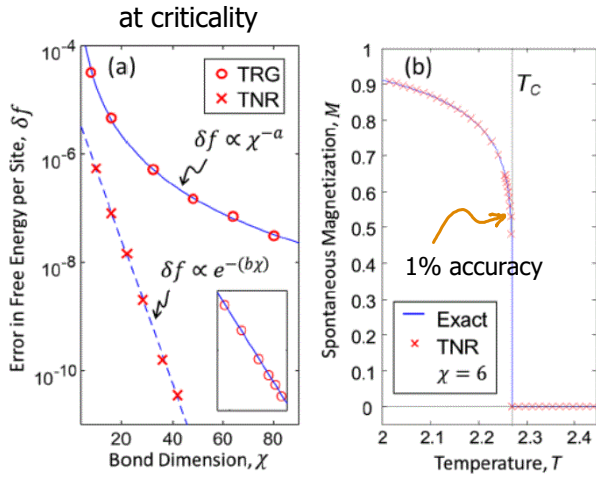 at criticality
(a)
TRG
TNR
δf ∝ χ^{-a}
δf ∝ e^{-(bχ)}
10^{-4}
10^{-6}
10^{-8}
10^{-10}
Error in Free Energy per Site, δf
20
40
60
80
Bond Dimension, χ
(b)
T_C
1% accuracy
Exact
TNR
χ = 6
1
0.9
0.8
0.7
0.6
0.5
0.4
0.3
0.2
0.1
0
Spontaneous Magnetization, M
2
2.1
2.2
2.3
2.4
Temperature, T